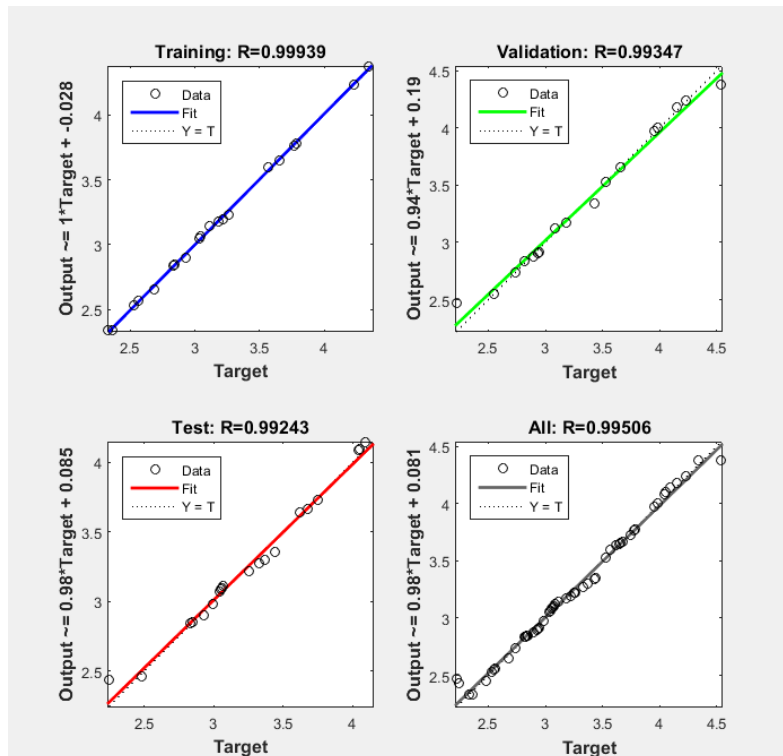 Training: R=0.99939
Output ~= 1*Target + -0.028
Data
Fit
Y = T
4
3.5
3
2.5
2.5 3 3.5 4
Target
Validation: R=0.99347
Output ~= 0.94*Target + 0.19
Data
Fit
Y = T
4.5
4
3.5
3
2.5
2.5 3 3.5 4 4.5
Target
Test: R=0.99243
Output ~= 0.98*Target + 0.085
Data
Fit
Y = T
4
3.5
3
2.5
2.5 3 3.5 4
Target
All: R=0.99506
Output ~= 0.98*Target + 0.081
Data
Fit
Y = T
4.5
4
3.5
3
2.5
2.5 3 3.5 4 4.5
Target